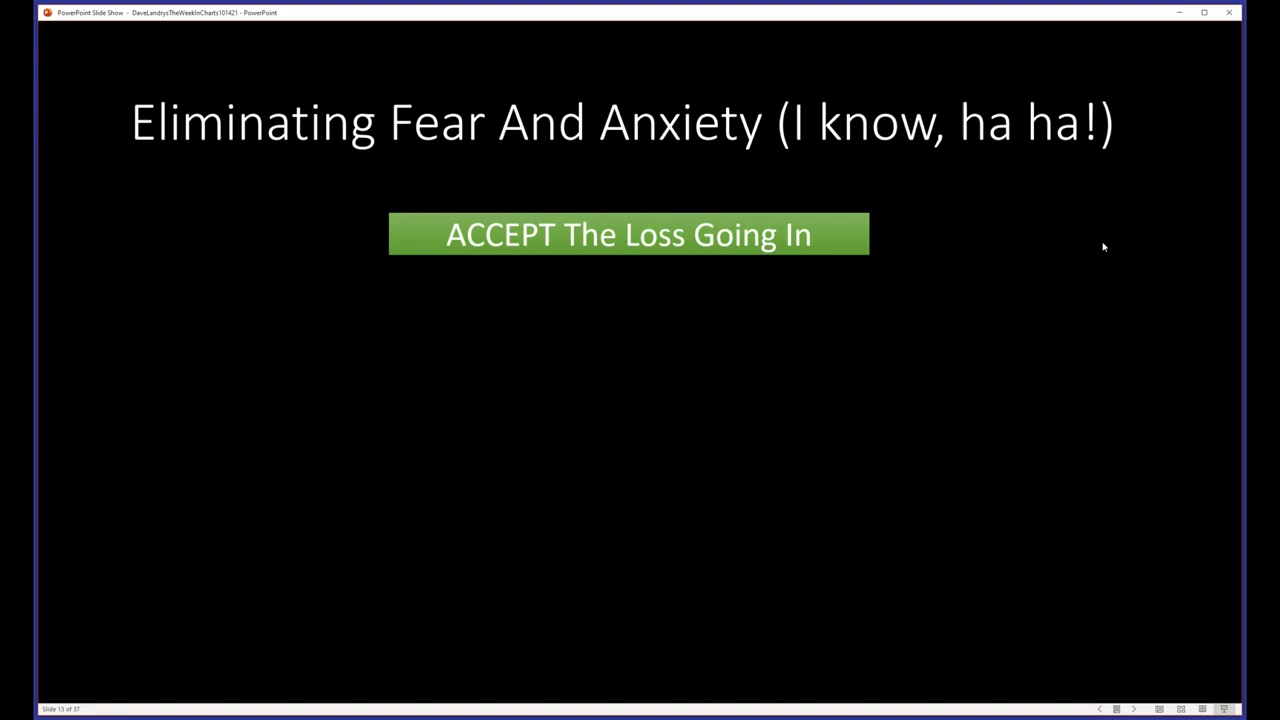 PowerPoint Slide Show - DaveLandrysTheWeekInCharts101421 - PowerPoint
Eliminating Fear And Anxiety (I know, ha ha!)
ACCEPT The Loss Going In
Slide 13 of 37